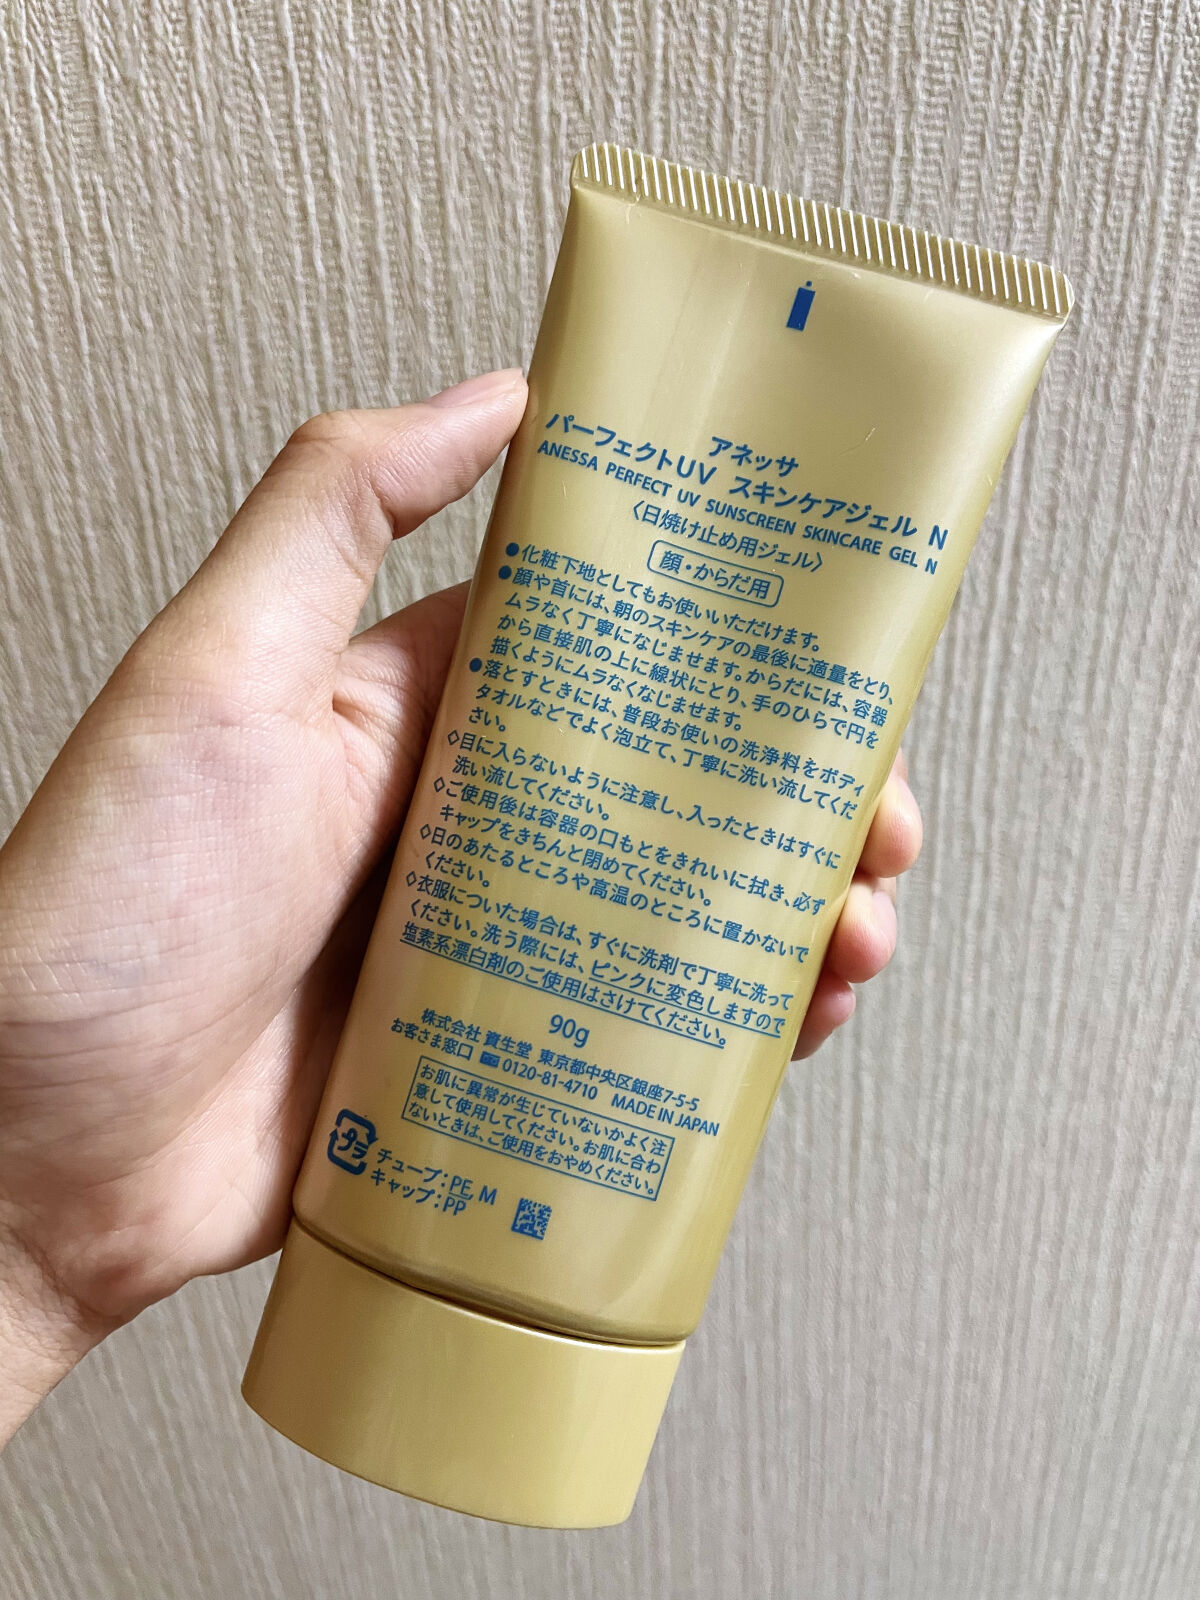 アネッサ
パーフェクトUV スキンケアジェル N
ANESSA PERFECT UV SUNSCREEN SKINCARE GEL N
〈日焼け止め用ジェル〉
顔・からだ用
●化粧下地としてもお使いいただけます。
●顔や首には、朝のスキンケアの最後に適量をとり、
ムラなく丁寧になじませます。からだには、容器
から直接肌の上に線状にとり、手のひらで円を
描くようにムラなくなじませます。
●落とすときには、普段お使いの洗浄料をボディ
タオルなどでよく泡立て、丁寧に洗い流してくだ
さい。
◇目に入らないように注意し、入ったときはすぐに
洗い流してください。
◇ご使用後は容器の口もとをきれいに拭き、必ず
キャップをきちんと閉めてください。
◇日のあたるところや高温のところに置かないで
ください。
◇衣服についた場合は、すぐに洗剤で丁寧に洗って
ください。洗う際には、ピンクに変色しますので
塩素系漂白剤のご使用はさけてください。
90g
株式会社 資生堂 東京都中央区銀座7-5-5
お客さま窓口 0120-81-4710 MADE IN JAPAN
お肌に異常が生じていないかよく注
意して使用してください。お肌に合わ
ないときは、ご使用をおやめください。
プラ
チューブ:PE, M
キャップ:PP